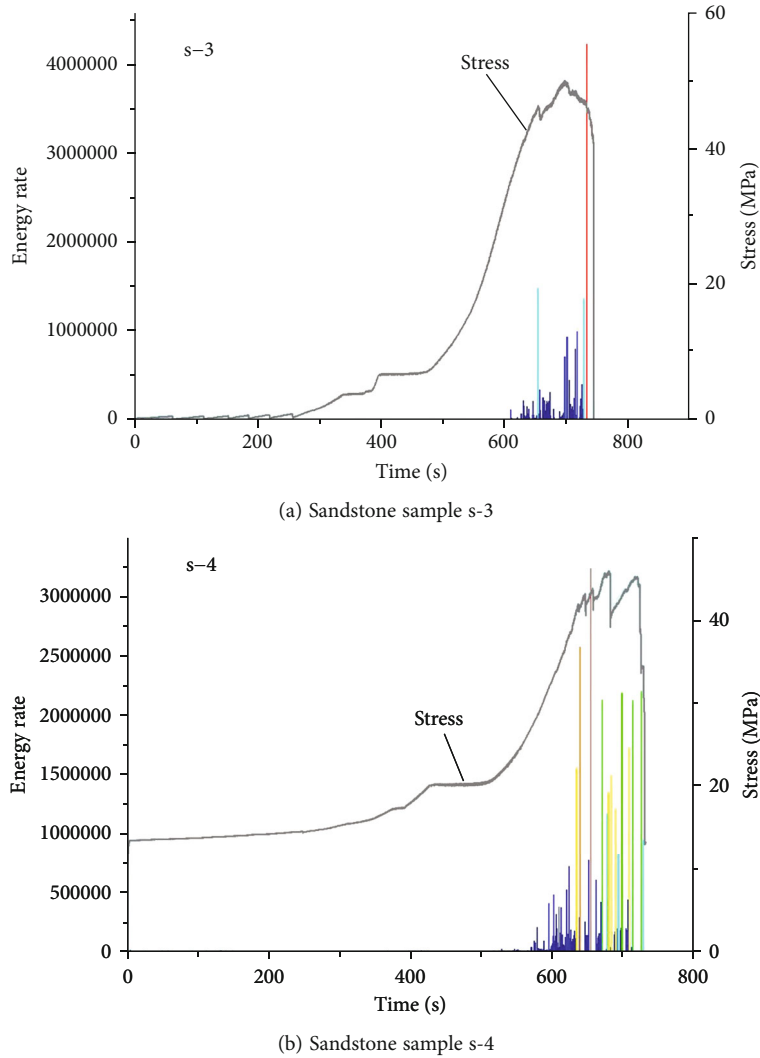 s−3
Stress
Energy rate
4000000
3000000
2000000
1000000
0
60
40
20
0
Stress (MPa)
0 200 400 600 800
Time (s)
(a) Sandstone sample s-3
s−4
Stress
Energy rate
3000000
2500000
2000000
1500000
1000000
500000
0
40
20
0
Stress (MPa)
0 200 400 600 800
Time (s)
(b) Sandstone sample s-4